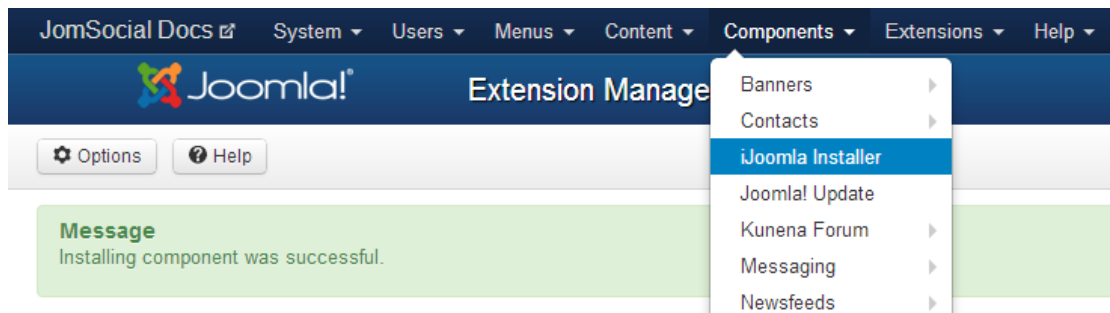 JomSocial Docs System Users Menus Content Components Extensions Help
Joomla!® Extension Manage
Options Help
Message
Installing component was successful.
Banners
Contacts
iJoomla Installer
Joomla! Update
Kunena Forum
Messaging
Newsfeeds